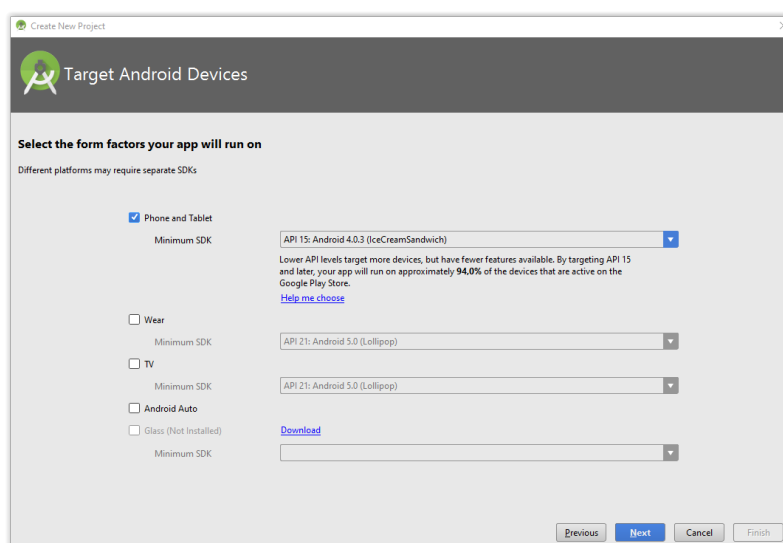 Create New Project
Target Android Devices
Select the form factors your app will run on
Different platforms may require separate SDKs
Phone and Tablet
Minimum SDK
API 15: Android 4.0.3 (IceCreamSandwich)
Lower API levels target more devices, but have fewer features available. By targeting API 15
and later, your app will run on approximately 94,0% of the devices that are active on the
Google Play Store.
Help me choose
Wear
Minimum SDK
API 21: Android 5.0 (Lollipop)
TV
Minimum SDK
API 21: Android 5.0 (Lollipop)
Android Auto
Glass (Not Installed)
Download
Minimum SDK
Previous
Next
Cancel
Finish